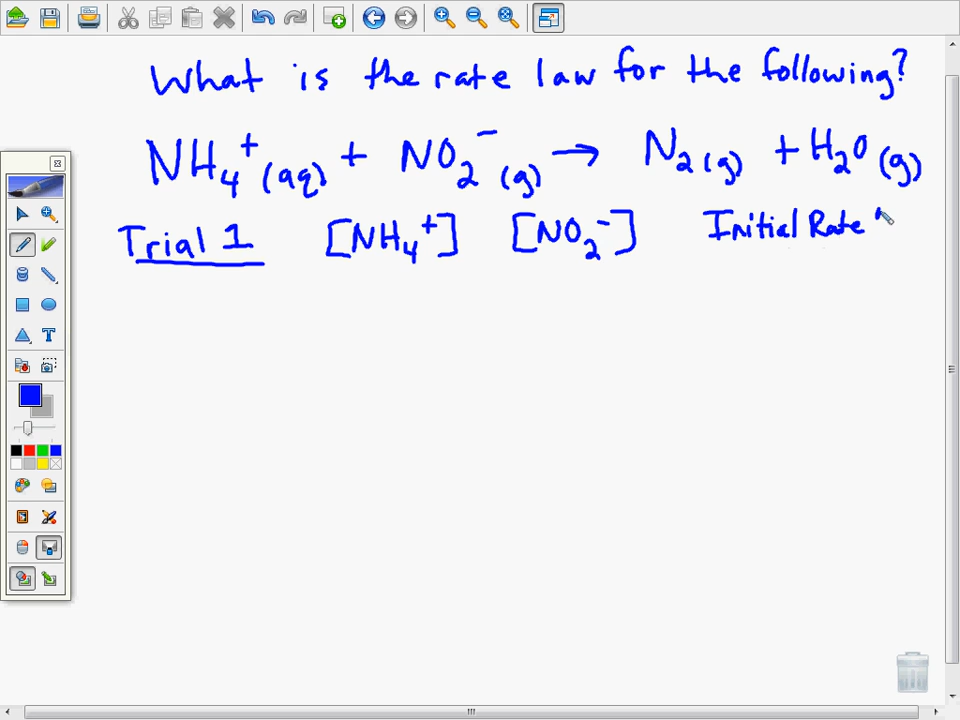 What is the rate law for the following?
NH₄⁺(aq) + NO₂⁻(g) → N₂(g) + H₂O(g)
Trial 1 [NH₄⁺] [NO₂⁻] Initial Rate